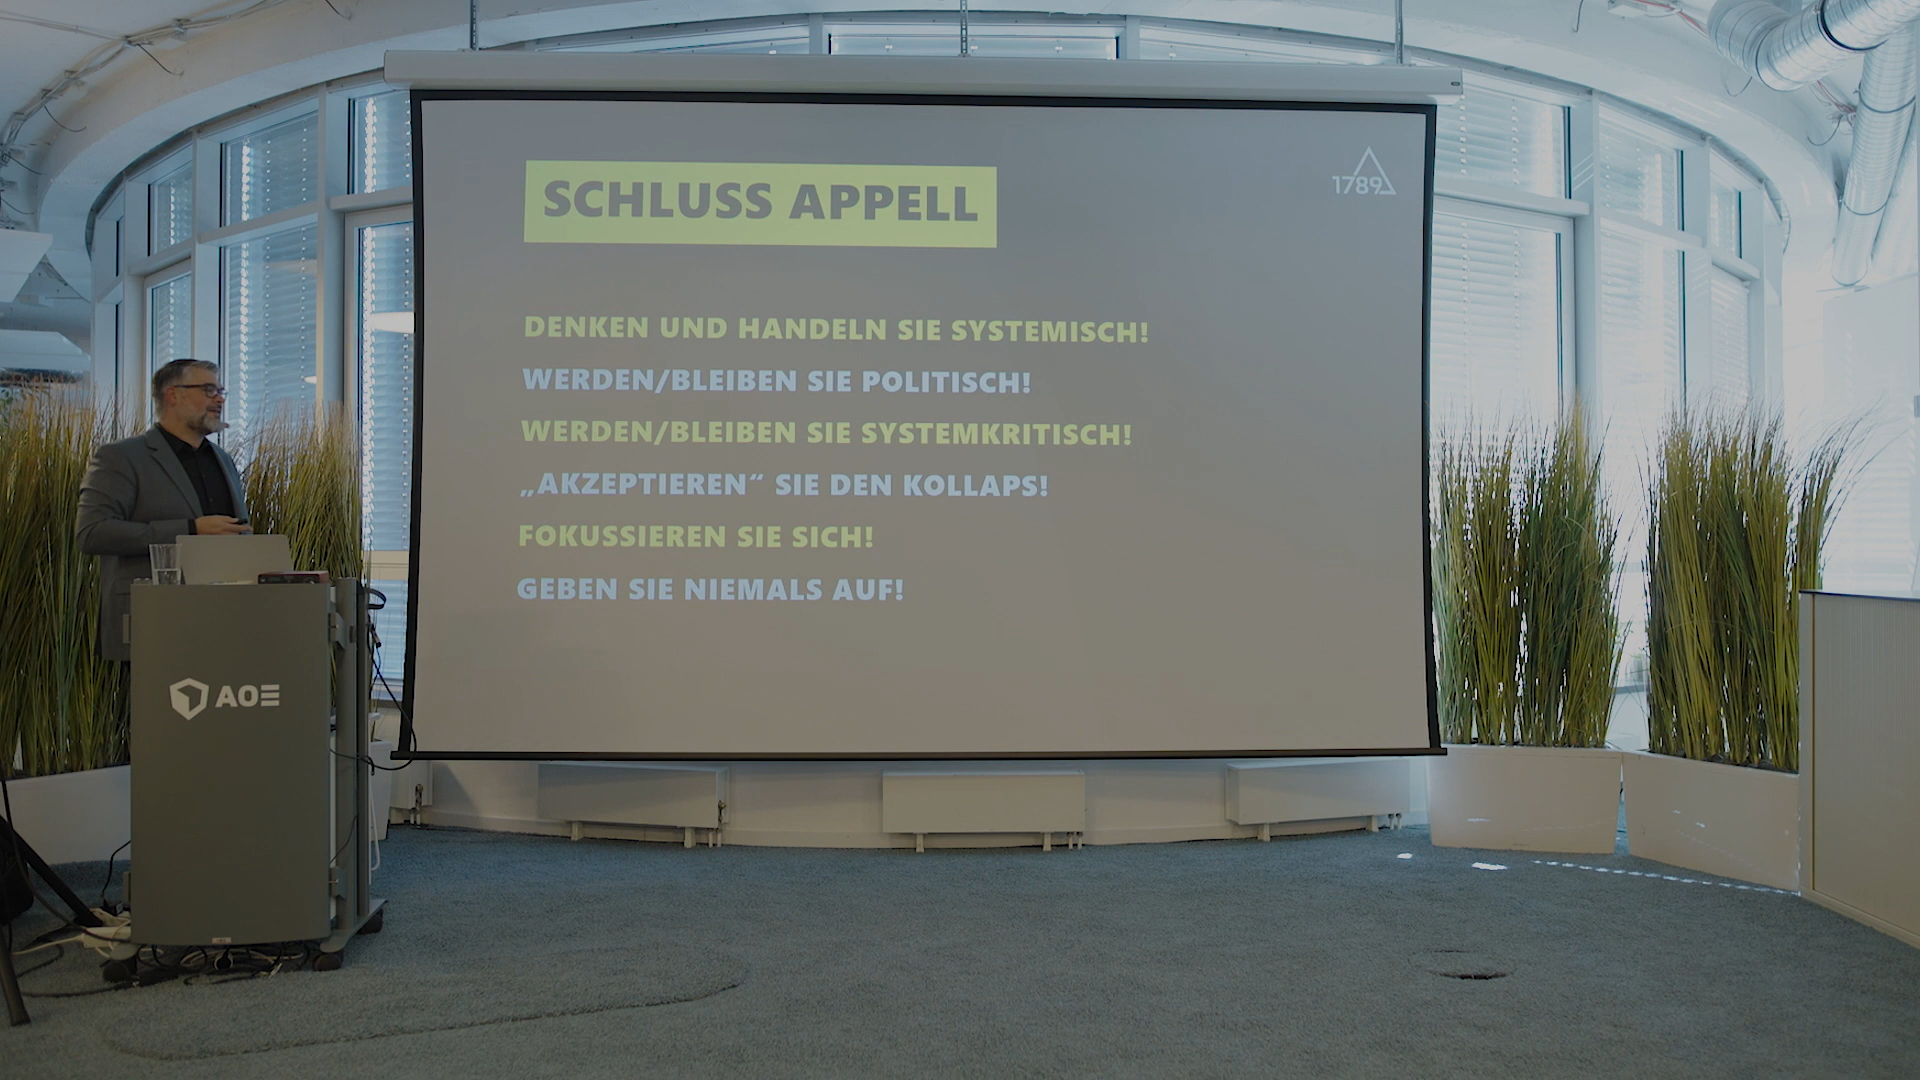 SCHLUSS APPELL
1789
DENKEN UND HANDELN SIE SYSTEMISCH!
WERDEN/BLEIBEN SIE POLITISCH!
WERDEN/BLEIBEN SIE SYSTEMKRITISCH!
„AKZEPTIEREN“ SIE DEN KOLLAPS!
FOKUSSIEREN SIE SICH!
GEBEN SIE NIEMALS AUF!
AOE